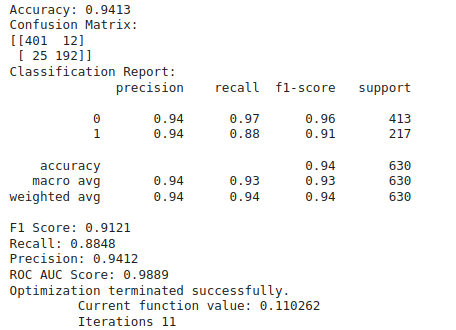 Accuracy: 0.9413
Confusion Matrix:
[[401  12]
 [ 25 192]]
Classification Report:
              precision    recall  f1-score   support

           0       0.94      0.97      0.96       413
           1       0.94      0.88      0.91       217

    accuracy                           0.94       630
   macro avg       0.94      0.93      0.93       630
weighted avg       0.94      0.94      0.94       630

F1 Score: 0.9121
Recall: 0.8848
Precision: 0.9412
ROC AUC Score: 0.9889
Optimization terminated successfully.
         Current function value: 0.110262
         Iterations 11